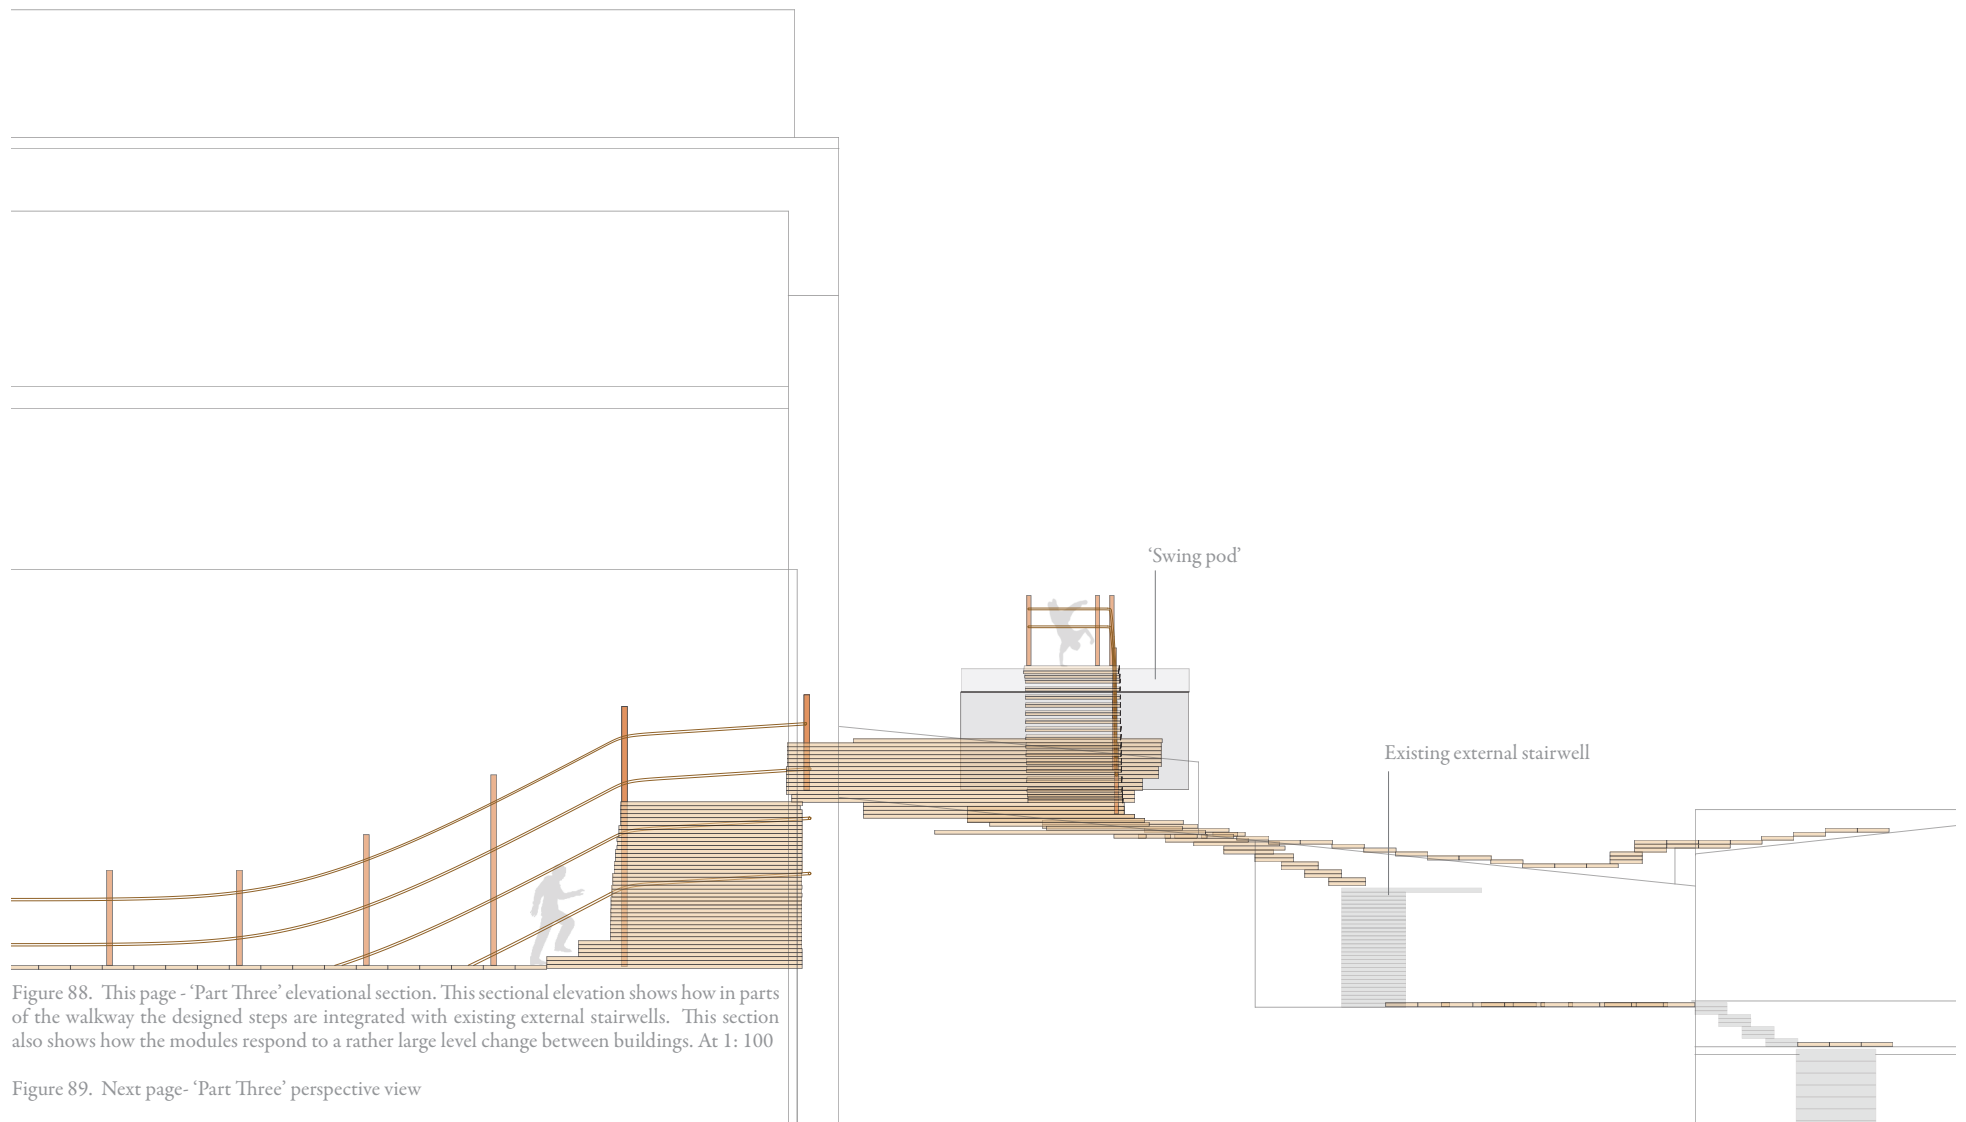 ‘Swing pod’
Existing external stairwell
Figure 88.  This page - ‘Part Three’ elevational section. This sectional elevation shows how in parts
of the walkway the designed steps are integrated with existing external stairwells.  This section
also shows how the modules respond to a rather large level change between buildings. At 1: 100
Figure 89.  Next page- ‘Part Three’ perspective view